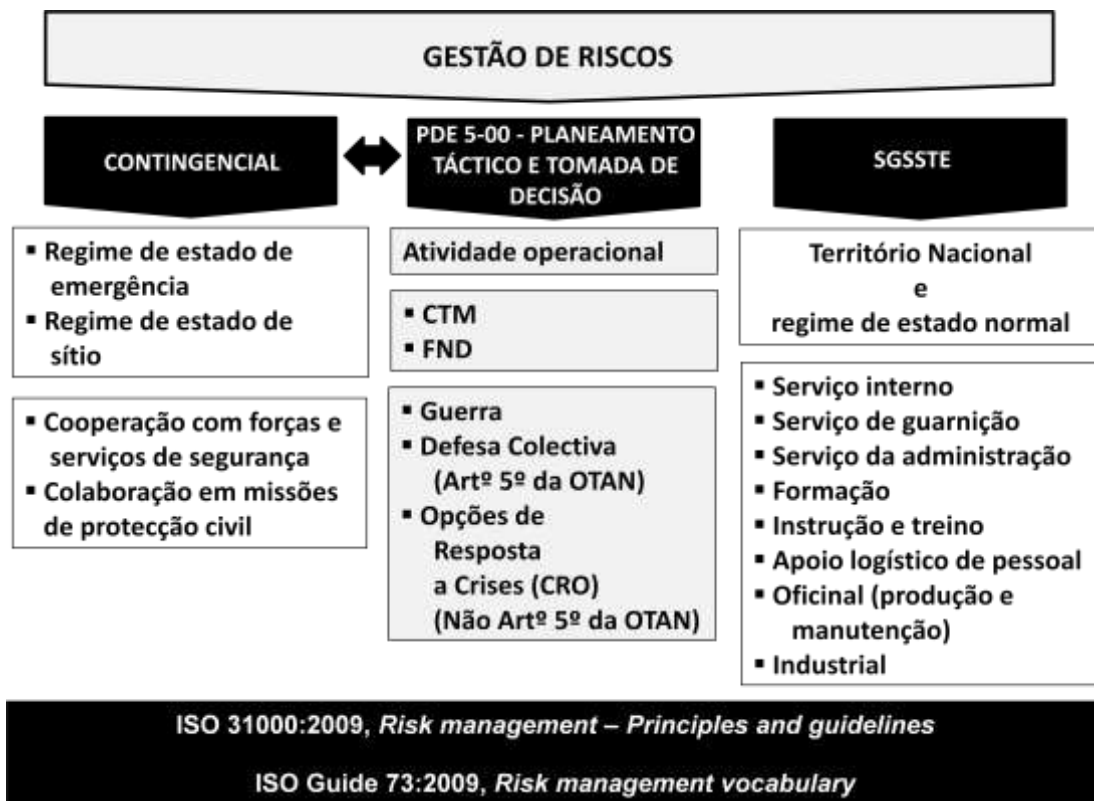 GESTÃO DE RISCOS
CONTINGENCIAL
PDE 5-00 - PLANEAMENTO
TÁCTICO E TOMADA DE
DECISÃO
SGSSTE
▪ Regime de estado de
emergência
▪ Regime de estado de
sítio
▪ Cooperação com forças e
serviços de segurança
▪ Colaboração em missões
de protecção civil
Atividade operacional
▪ CTM
▪ FND
▪ Guerra
▪ Defesa Colectiva
(Artº 5º da OTAN)
▪ Opções de
Resposta
a Crises (CRO)
(Não Artº 5º da OTAN)
Território Nacional
e
regime de estado normal
▪ Serviço interno
▪ Serviço de guarnição
▪ Serviço da administração
▪ Formação
▪ Instrução e treino
▪ Apoio logístico de pessoal
▪ Oficinal (produção e
manutenção)
▪ Industrial
ISO 31000:2009, Risk management – Principles and guidelines
ISO Guide 73:2009, Risk management vocabulary